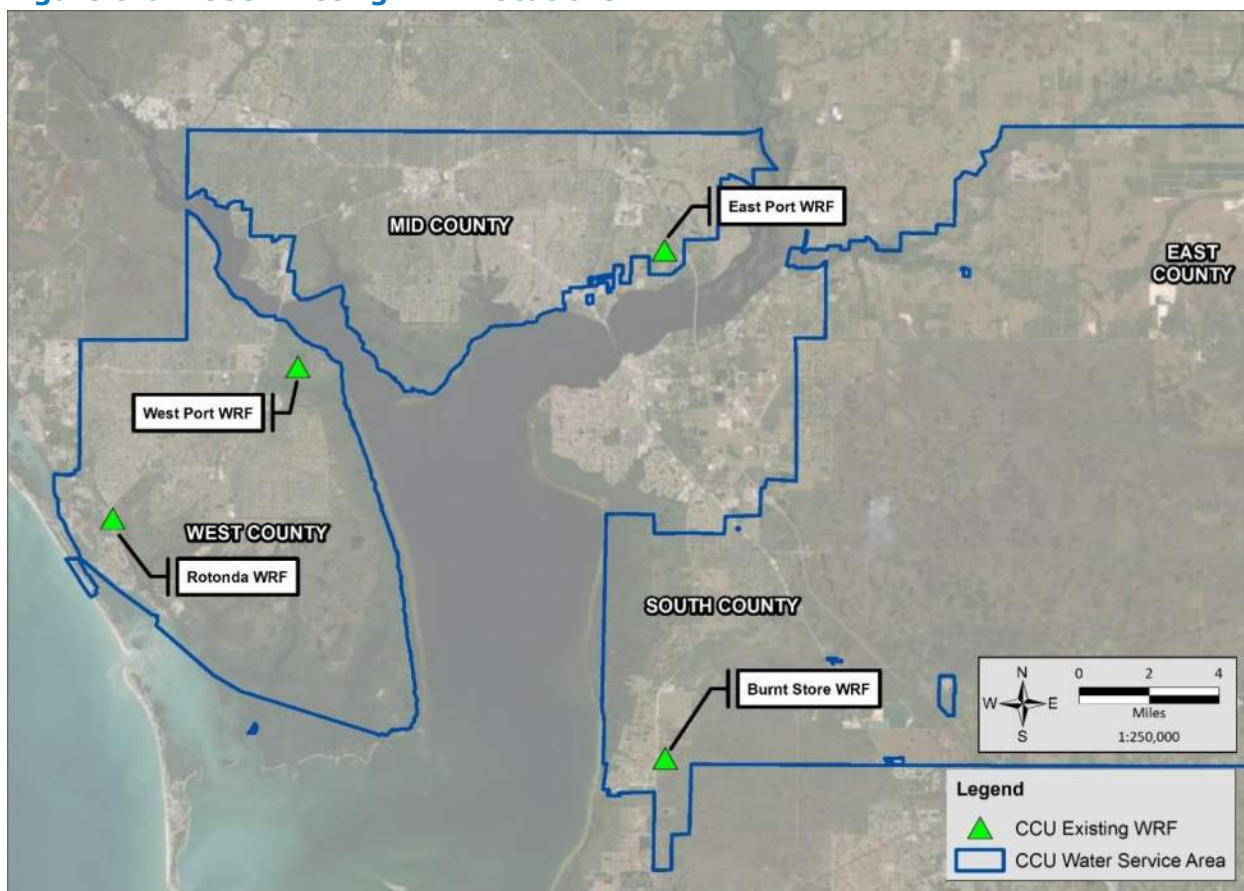 MID COUNTY
East Port WRF
EAST
COUNTY
West Port WRF
WEST COUNTY
Rotonda WRF
SOUTH COUNTY
Burnt Store WRF
N
W
E
S
0 2 4
Miles
1:250,000
Legend
CCU Existing WRF
CCU Water Service Area